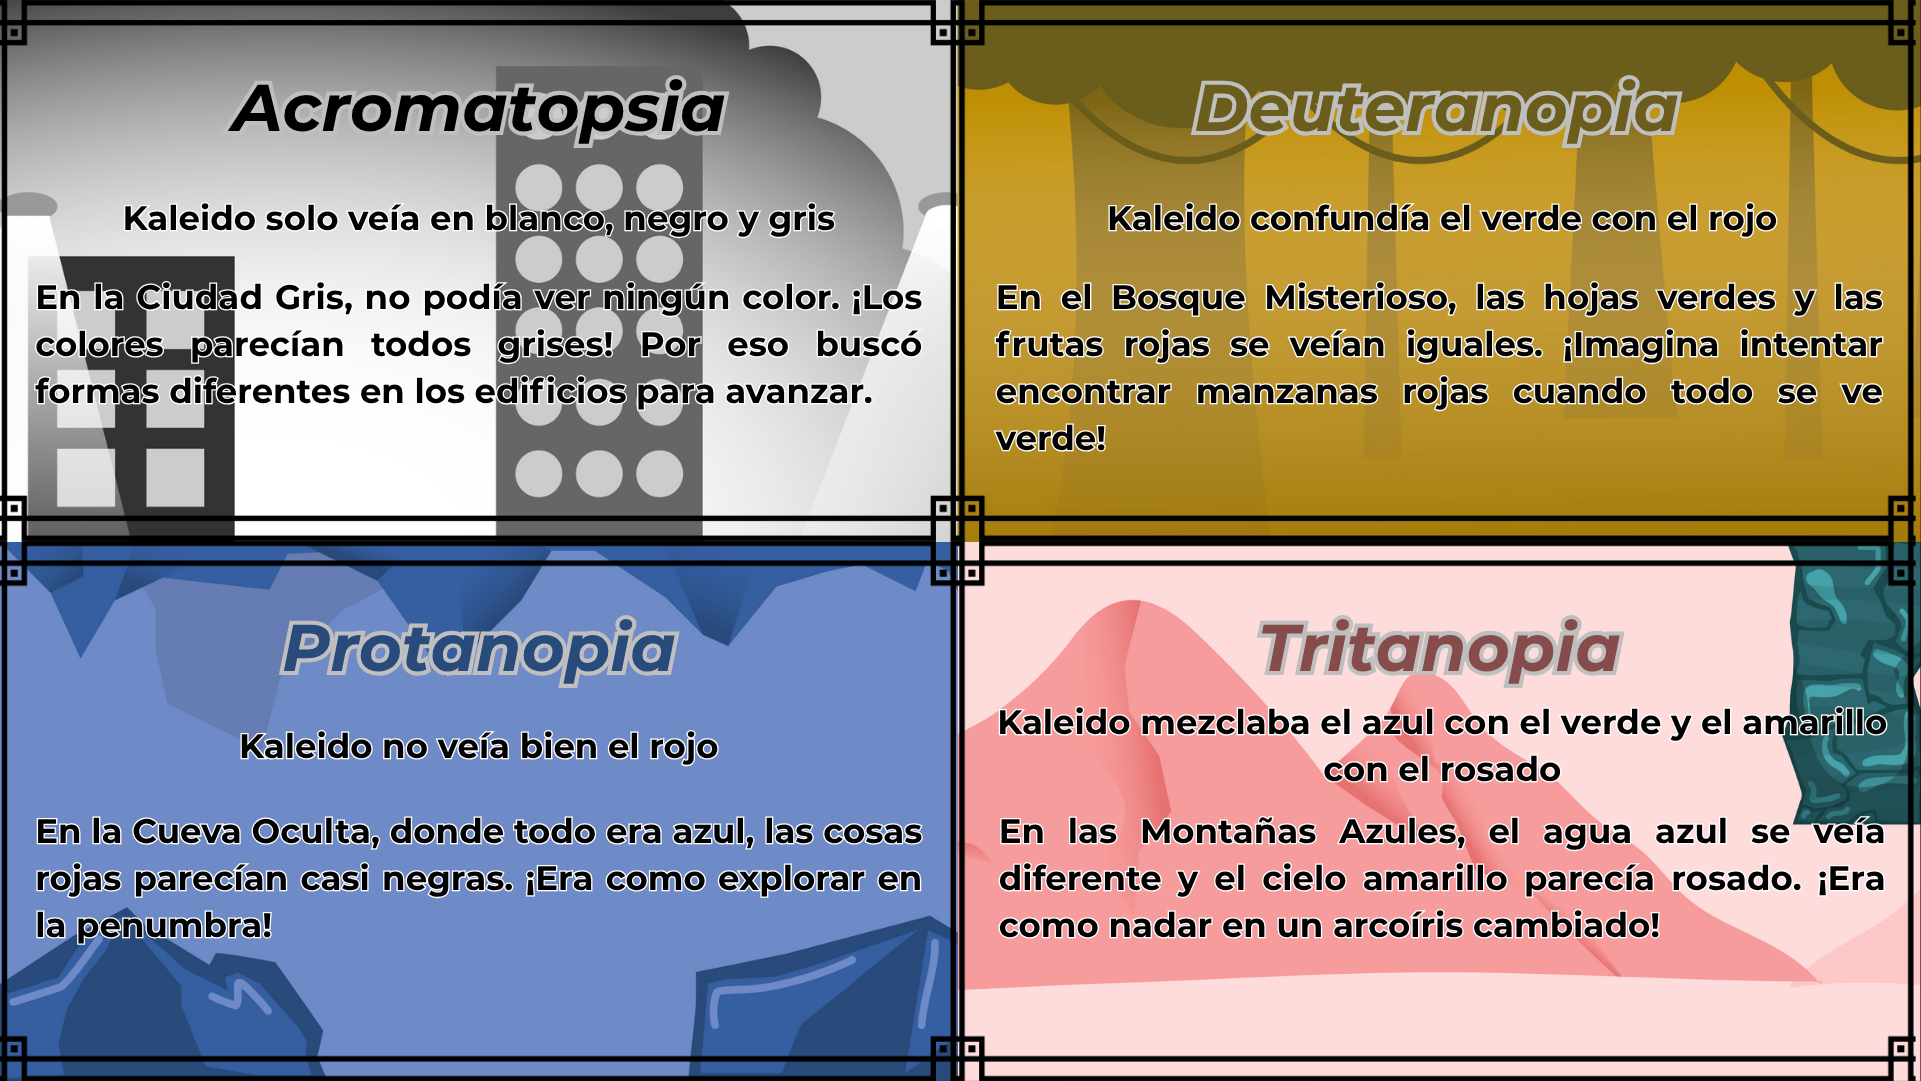 Acromatopsia
Kaleido solo veía en blanco, negro y gris
En la Ciudad Gris, no podía ver ningún color. ¡Los
colores parecían todos grises! Por eso buscó
formas diferentes en los edificios para avanzar.
Deuteranopia
Kaleido confundía el verde con el rojo
En el Bosque Misterioso, las hojas verdes y las
frutas rojas se veían iguales. ¡Imagina intentar
encontrar manzanas rojas cuando todo se ve
verde!
Protanopia
Kaleido no veía bien el rojo
En la Cueva Oculta, donde todo era azul, las cosas
rojas parecían casi negras. ¡Era como explorar en
la penumbra!
Tritanopia
Kaleido mezclaba el azul con el verde y el amarillo
con el rosado
En las Montañas Azules, el agua azul se veía
diferente y el cielo amarillo parecía rosado. ¡Era
como nadar en un arcoíris cambiado!